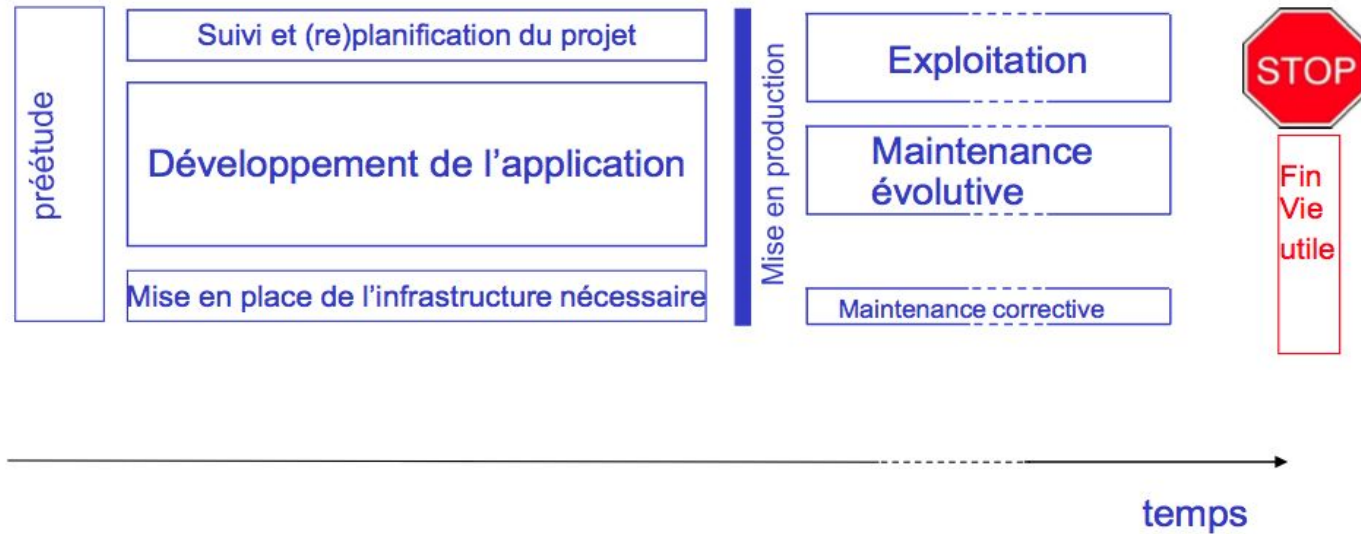 préétude
Suivi et (re)planification du projet
Développement de l'application
Mise en place de l'infrastructure nécessaire
Mise en production
Exploitation
Maintenance
évolutive
Maintenance corrective
STOP
Fin
Vie
utile
temps